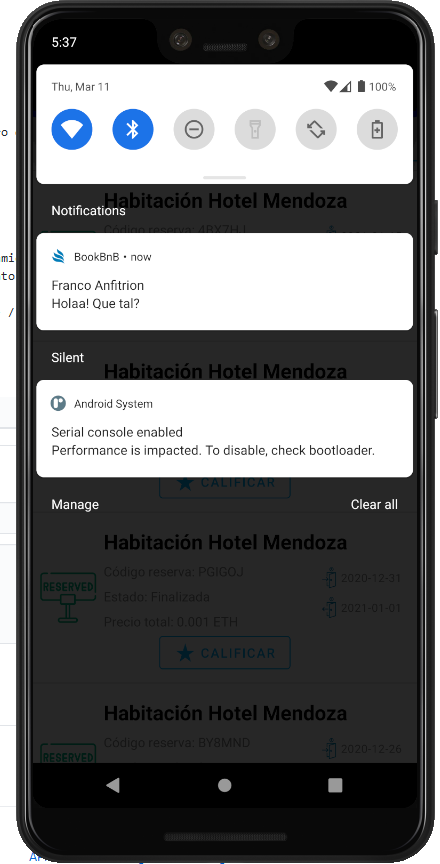 5:37
Thu, Mar 11
100%
Habitación Hotel Mendoza
Código reserva: 4BX7HJ
Notifications
BookBnB • now
Franco Anfitrion
Holaa! Que tal?
Silent
Habitación Hotel Mendoza
Android System
Serial console enabled
Performance is impacted. To disable, check bootloader.
CALIFICAR
Manage
Clear all
Habitación Hotel Mendoza
RESERVED
Código reserva: PGIGOJ
2020-12-31
Estado: Finalizada
2021-01-01
Precio total: 0.001 ETH
CALIFICAR
Habitación Hotel Mendoza
RESERVED
Código reserva: BY8MND
2020-12-26